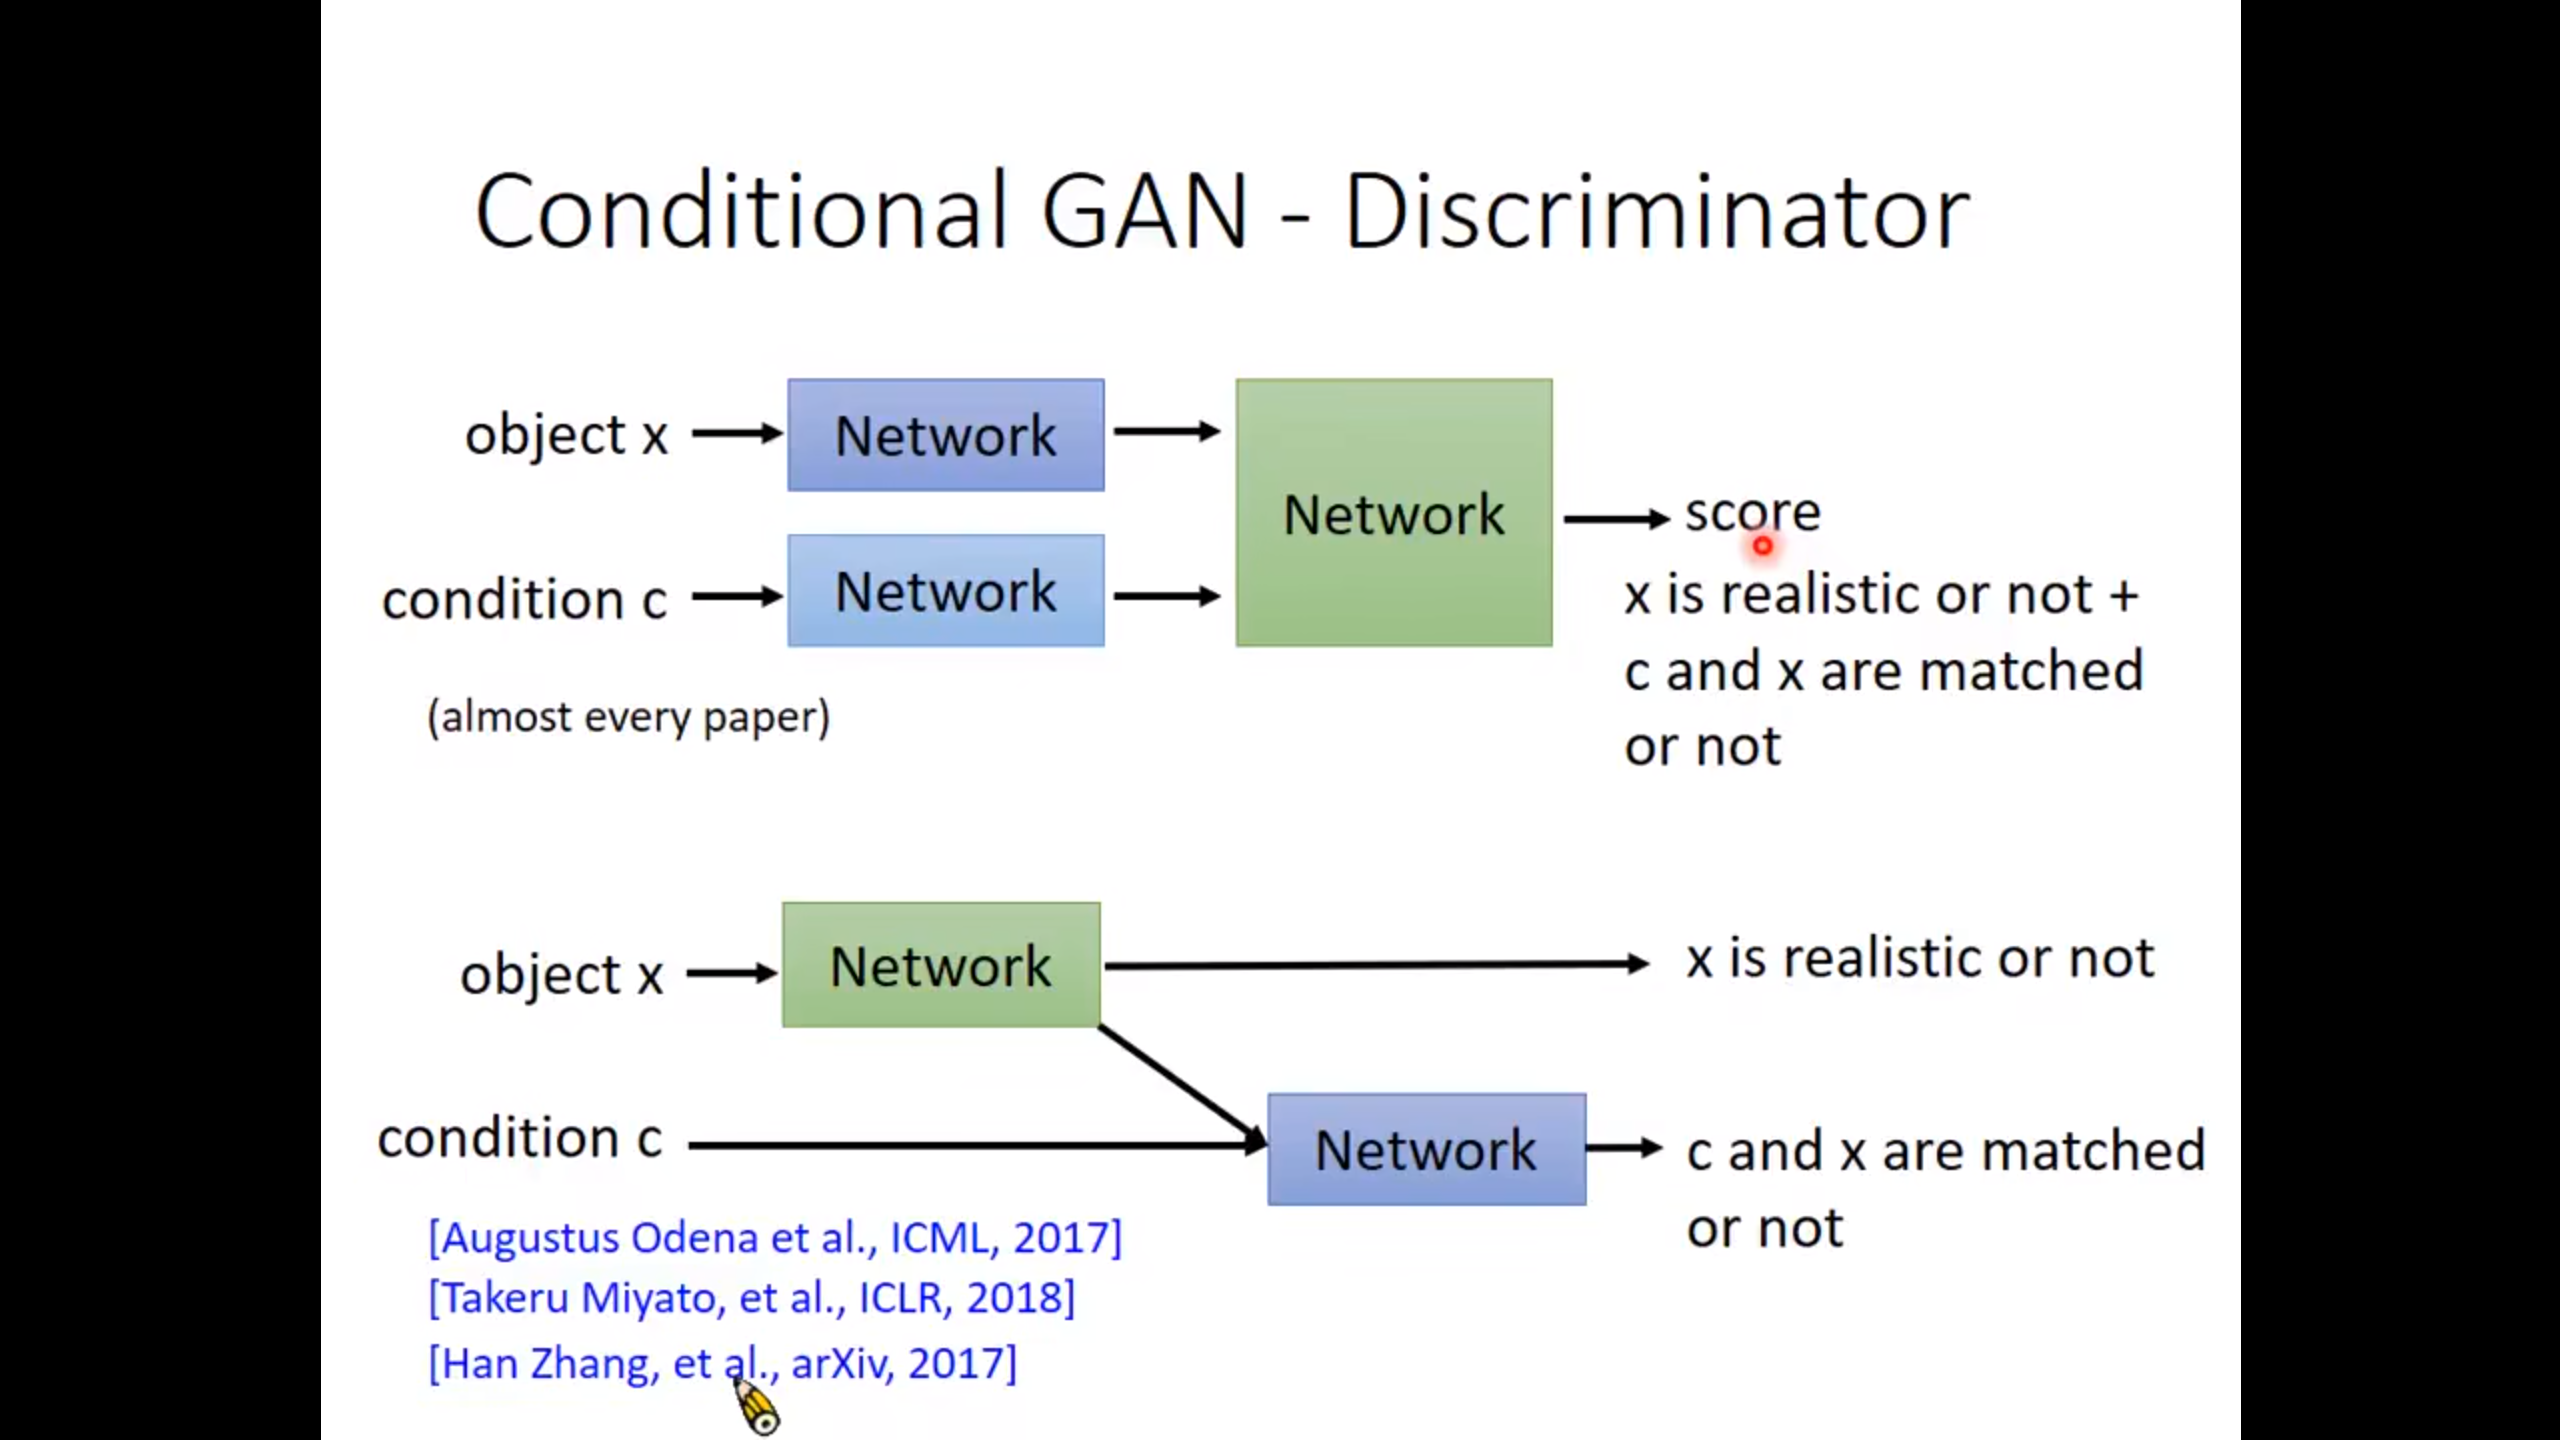 Conditional GAN - Discriminator
object x
Network
Network
score
condition c
Network
x is realistic or not +
c and x are matched
or not
(almost every paper)
object x
Network
x is realistic or not
condition c
Network
c and x are matched
or not
[Augustus Odena et al., ICML, 2017]
[Takeru Miyato, et al., ICLR, 2018]
[Han Zhang, et al., arXiv, 2017]